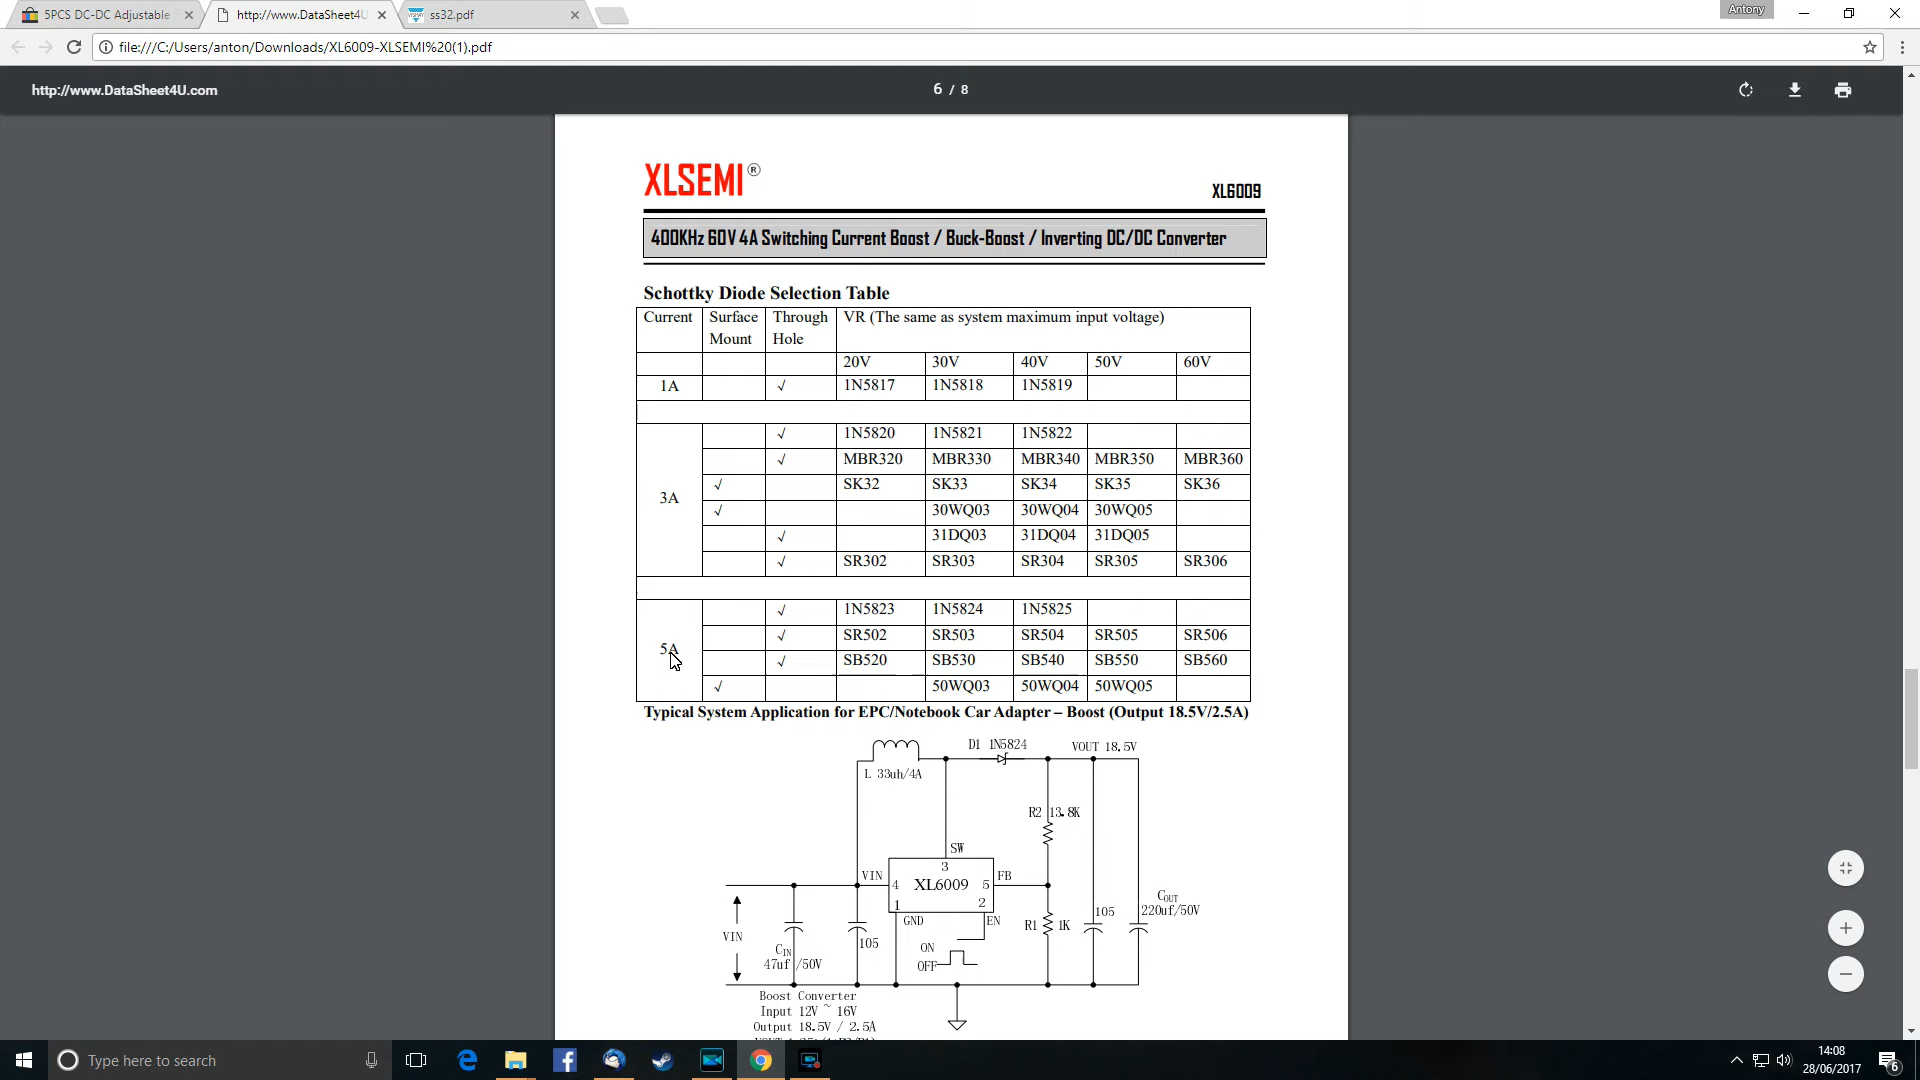 5PCS DC-DC Adjustable
http://www.DataSheet4U
ss32.pdf
Antony
file:///C:/Users/anton/Downloads/XL6009-XLSEMI%20(1).pdf
http://www.DataSheet4U.com
6 / 8
XLSEMI®
XL6009
400KHz 60V 4A Switching Current Boost / Buck-Boost / Inverting DC/DC Converter
Schottky Diode Selection Table
Current Surface Mount Through Hole VR (The same as system maximum input voltage)
20V 30V 40V 50V 60V
1A √ 1N5817 1N5818 1N5819
3A
√ 1N5820 1N5821 1N5822
√ MBR320 MBR330 MBR340 MBR350 MBR360
√ SK32 SK33 SK34 SK35 SK36
√ 30WQ03 30WQ04 30WQ05
√ 31DQ03 31DQ04 31DQ05
√ SR302 SR303 SR304 SR305 SR306
5A
√ 1N5823 1N5824 1N5825
√ SR502 SR503 SR504 SR505 SR506
√ SB520 SB530 SB540 SB550 SB560
√ 50WQ03 50WQ04 50WQ05
Typical System Application for EPC/Notebook Car Adapter – Boost (Output 18.5V/2.5A)
D1 1N5824
VOUT 18.5V
L 33uh/4A
R2 13.8K
SW
3
VIN
4
XL6009
5
FB
1
2
GND
EN
COUT
220uf/50V
105
R1 1K
VIN
CIN
47uf /50V
105
ON
OFF
Boost Converter
Input 12V ~ 16V
Output 18.5V / 2.5A
Type here to search
14:08
28/06/2017
6